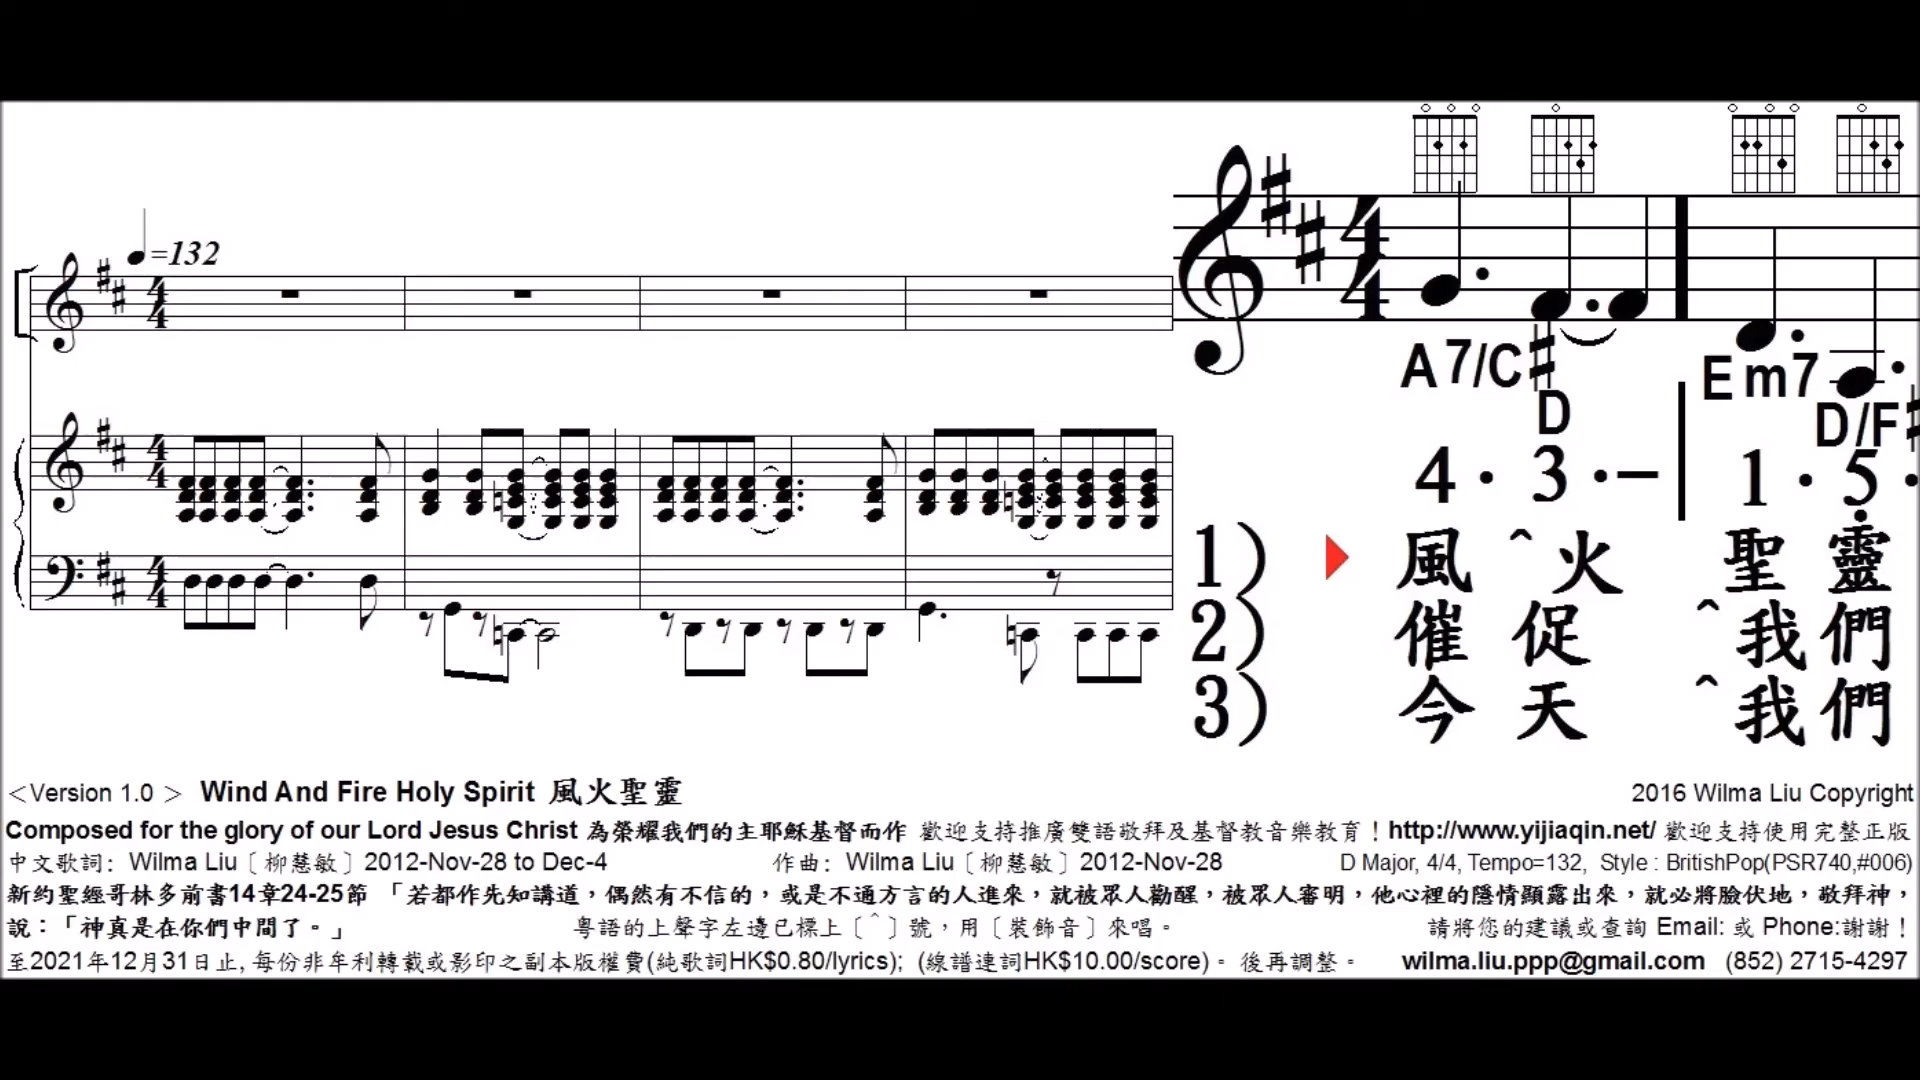 =132
A7/C♯ Em7
D D/F♯
4· 3·– 1· 5·
1) 風ˆ火 聖靈
2) 催促 ˆ我們
3) 今天 ˆ我們
<Version 1.0 > Wind And Fire Holy Spirit 風火聖靈 2016 Wilma Liu Copyright
Composed for the glory of our Lord Jesus Christ 為榮耀我們的主耶穌基督而作 歡迎支持推廣雙語敬拜及基督教音樂教育！http://www.yijiaqin.net/ 歡迎支持使用完整正版
中文歌詞：Wilma Liu〔柳慧敏〕2012-Nov-28 to Dec-4 作曲：Wilma Liu〔柳慧敏〕2012-Nov-28 D Major, 4/4, Tempo=132, Style : BritishPop(PSR740,#006)
新約聖經哥林多前書14章24-25節 「若都作先知講道，偶然有不信的，或是不通方言的人進來，就被眾人勸醒，被眾人審明，他心裡的隱情顯露出來，就必將臉伏地，敬拜神，
說：「神真是在你們中間了。」 粵語的上聲字左邊已標上〔ˆ〕號，用〔裝飾音〕來唱。 請將您的建議或查詢 Email: 或 Phone:謝謝！
至2021年12月31日止, 每份非牟利轉載或影印之副本版權費(純歌詞HK$0.80/lyrics); (線譜連詞HK$10.00/score)。後再調整。 wilma.liu.ppp@gmail.com (852) 2715-4297